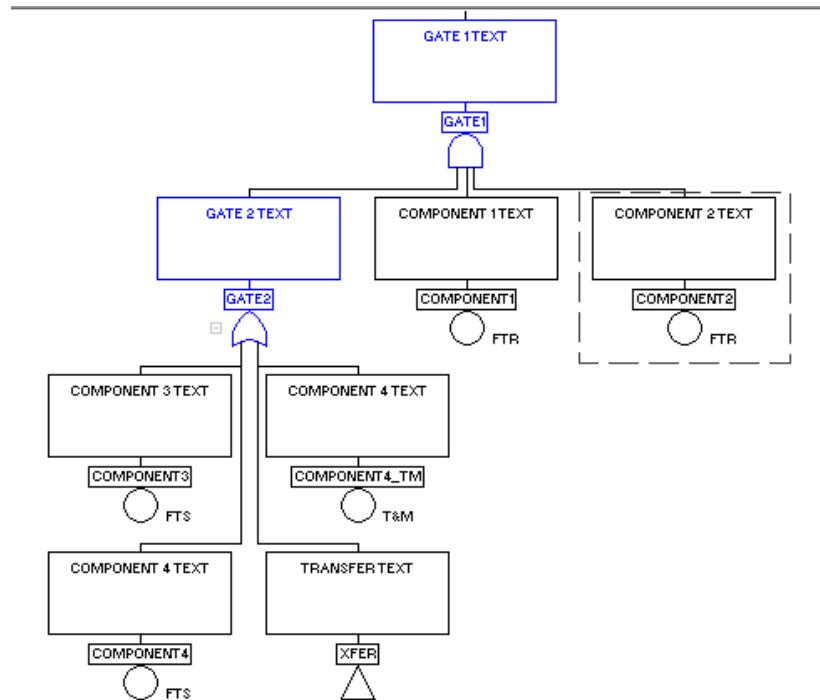 GATE 1 TEXT
GATE1
GATE 2 TEXT
COMPONENT 1 TEXT
COMPONENT 2 TEXT
GATE2
COMPONENT1
COMPONENT2
FTR
FTR
COMPONENT 3 TEXT
COMPONENT 4 TEXT
COMPONENT3
COMPONENT4_TM
FTS
T&M
COMPONENT 4 TEXT
TRANSFER TEXT
COMPONENT4
XFER
FTS